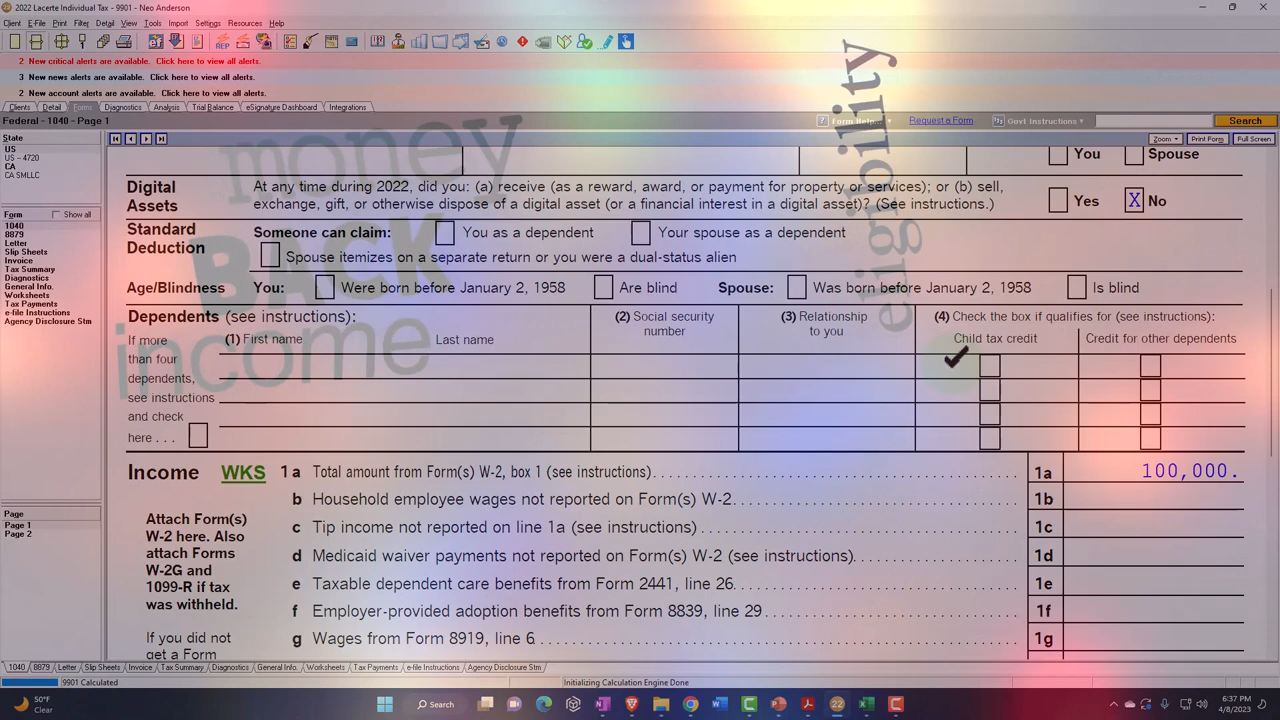 2022 Lacerte Individual Tax - 9901 - Neo Anderson
Client E-File Print Filter Detail View Tools Import Settings Resources Help
REP
2 New critical alerts are available. Click here to view all alerts.
3 New news alerts are available. Click here to view all alerts.
2 New account alerts are available. Click here to view all alerts.
Clients Detail Forms Diagnostics Analysis Trial Balance eSignature Dashboard Integrations
Federal - 1040 - Page 1
Form Helper Request a Form Govt Instructions Search
Zoom Print Form Full Screen
State
US
US - 4720
CA
CA SMLLC
Form Show all
1040
8879
Letter
Slip Sheets
Invoice
Tax Summary
Diagnostics
General Info.
Worksheets
Tax Payments
e-file Instructions
Agency Disclosure Stm
Page
Page 1
Page 2
money
BACK
income
eligibility
You Spouse
Digital Assets
At any time during 2022, did you: (a) receive (as a reward, award, or payment for property or services); or (b) sell,
exchange, gift, or otherwise dispose of a digital asset (or a financial interest in a digital asset)? (See instructions.)
Yes X No
Standard Deduction
Someone can claim: You as a dependent Your spouse as a dependent
Spouse itemizes on a separate return or you were a dual-status alien
Age/Blindness You: Were born before January 2, 1958 Are blind Spouse: Was born before January 2, 1958 Is blind
Dependents (see instructions):
(1) First name Last name
(2) Social security number
(3) Relationship to you
(4) Check the box if qualifies for (see instructions):
Child tax credit Credit for other dependents
If more
than four
dependents,
see instructions
and check
here . . .
Income WKS 1a Total amount from Form(s) W-2, box 1 (see instructions) 1a 100,000.
b Household employee wages not reported on Form(s) W-2 1b
c Tip income not reported on line 1a (see instructions) 1c
d Medicaid waiver payments not reported on Form(s) W-2 (see instructions) 1d
e Taxable dependent care benefits from Form 2441, line 26 1e
f Employer-provided adoption benefits from Form 8839, line 29 1f
g Wages from Form 8919, line 6 1g
Attach Form(s)
W-2 here. Also
attach Forms
W-2G and
1099-R if tax
was withheld.
If you did not
get a Form
1040 8879 Letter Slip Sheets Invoice Tax Summary Diagnostics General Info. Worksheets Tax Payments e-file Instructions Agency Disclosure Stm
9901 Calculated Initializing Calculation Engine Done
50°F
Clear
Search
22
6:37 PM
4/8/2023